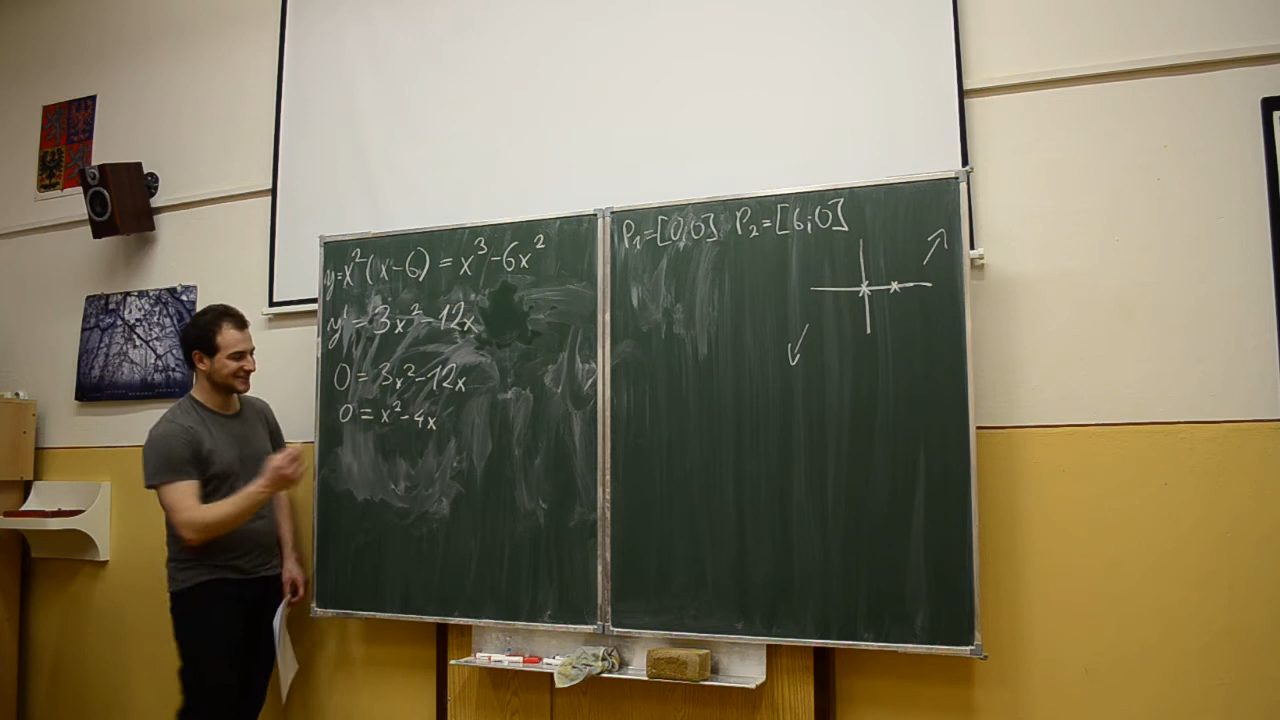 y=x²(x-6) = x³-6x²
y' = 3x²-12x
0 = 3x²-12x
0 = x²-4x
P₁=[0,0] P₂=[6;0]